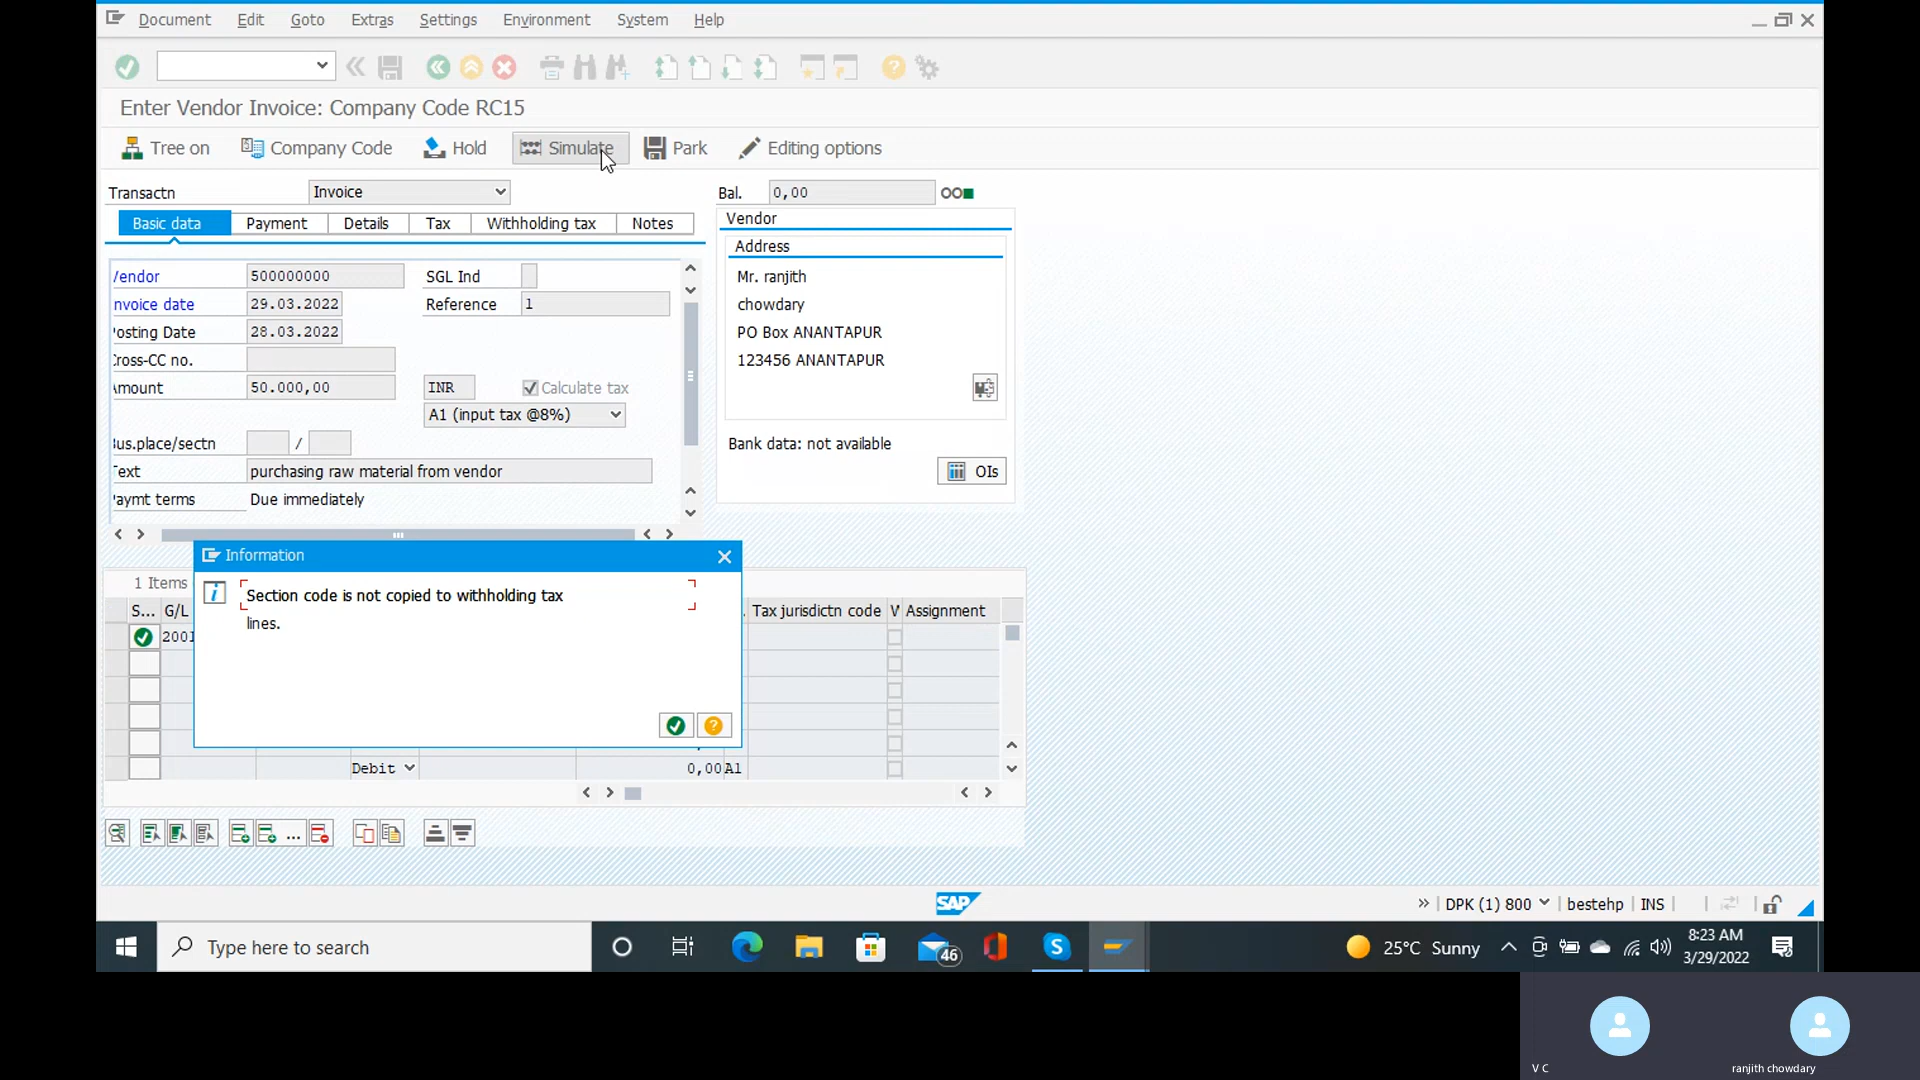 Document Edit Goto Extras Settings Environment System Help
Enter Vendor Invoice: Company Code RC15
Tree on Company Code Hold Simulate Park Editing options
Transactn Invoice Bal. 0,00
Basic data Payment Details Tax Withholding tax Notes
Vendor
Address
Mr. ranjith
chowdary
PO Box ANANTAPUR
123456 ANANTAPUR
Bank data: not available
OIs
/endor 500000000 SGL Ind
nvoice date 29.03.2022 Reference 1
osting Date 28.03.2022
ross-CC no.
mount 50.000,00 INR Calculate tax
A1 (input tax @8%)
us.place/sectn /
ext purchasing raw material from vendor
aymt terms Due immediately
Information
Section code is not copied to withholding tax
lines.
1 Items
S... G/L Tax jurisdictn code V Assignment
2001
Debit 0,00 A1
...
SAP
DPK (1) 800 bestehp INS
Type here to search
46
25°C Sunny
8:23 AM
3/29/2022
V C
ranjith chowdary